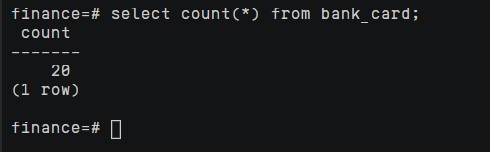 finance=# select count(*) from bank_card;
 count
-------
    20
(1 row)

finance=#